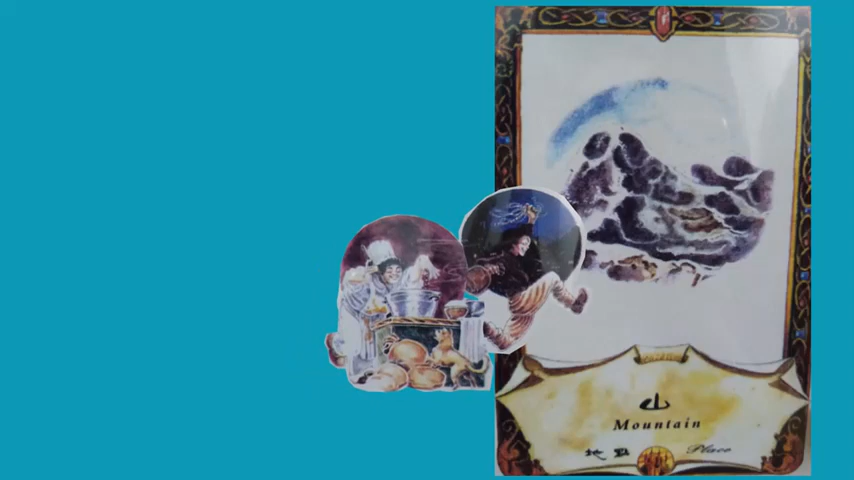 山
Mountain
地點 Place